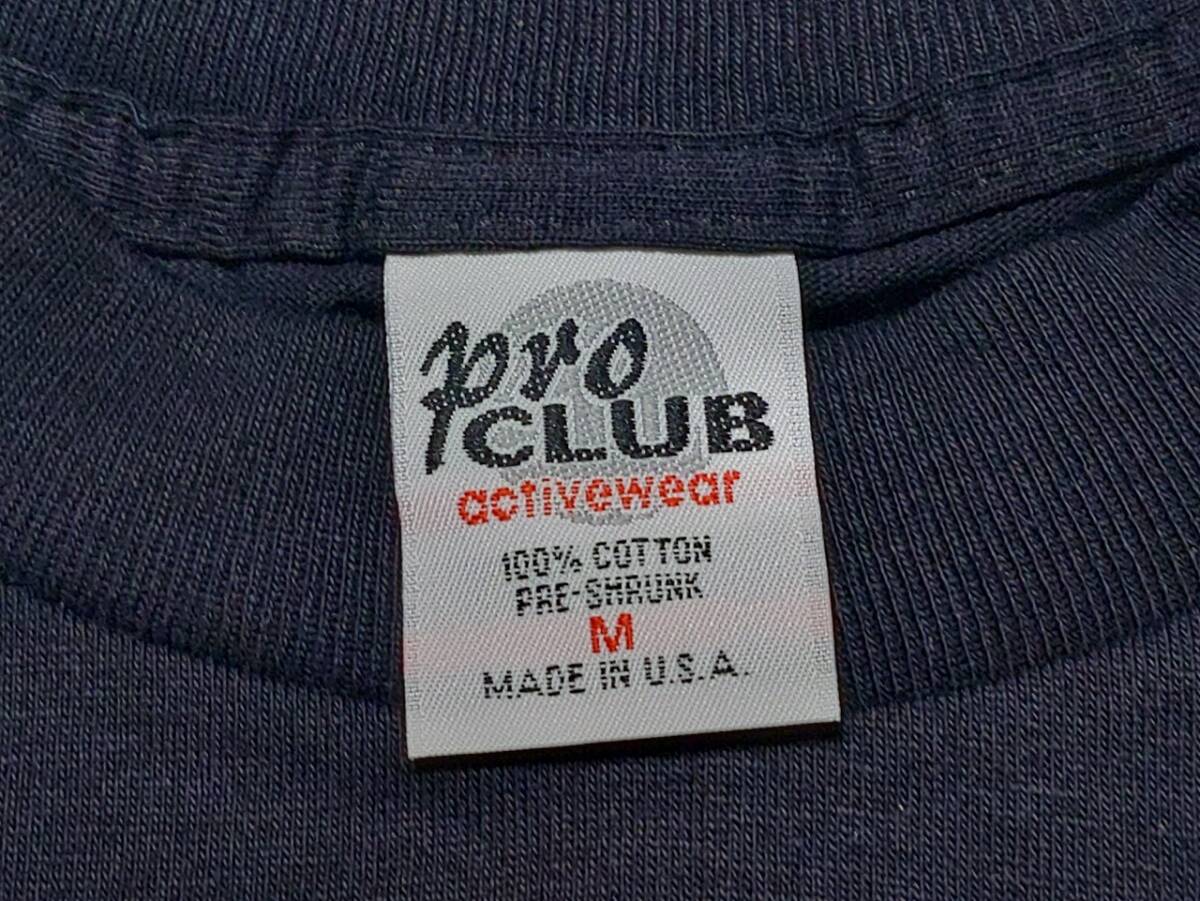 pro
CLUB
activewear
100% COTTON
PRE-SHRUNK
M
MADE IN U.S.A.